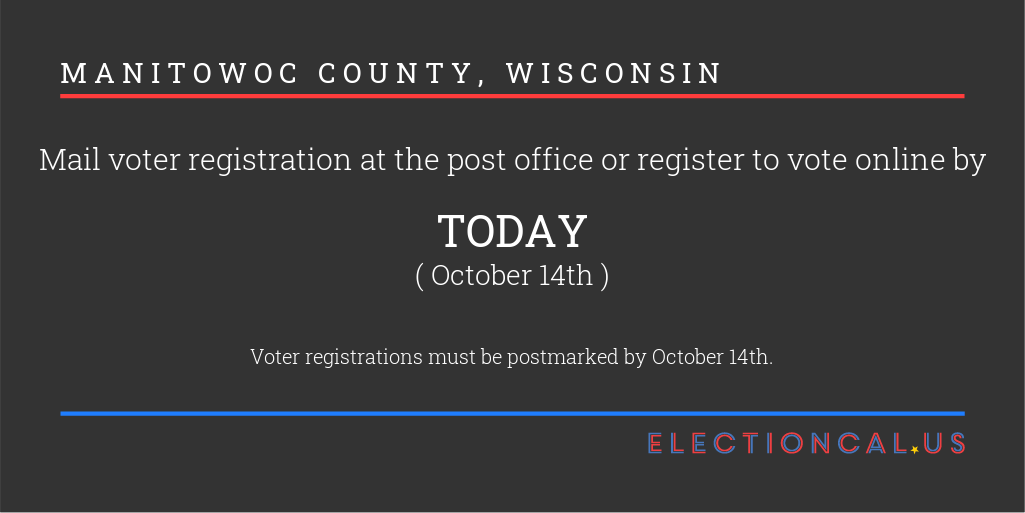 MANITOWOC COUNTY, WISCONSIN
Mail voter registration at the post office or register to vote online by
TODAY
( October 14th )
Voter registrations must be postmarked by October 14th.
ELECTIONCAL.US